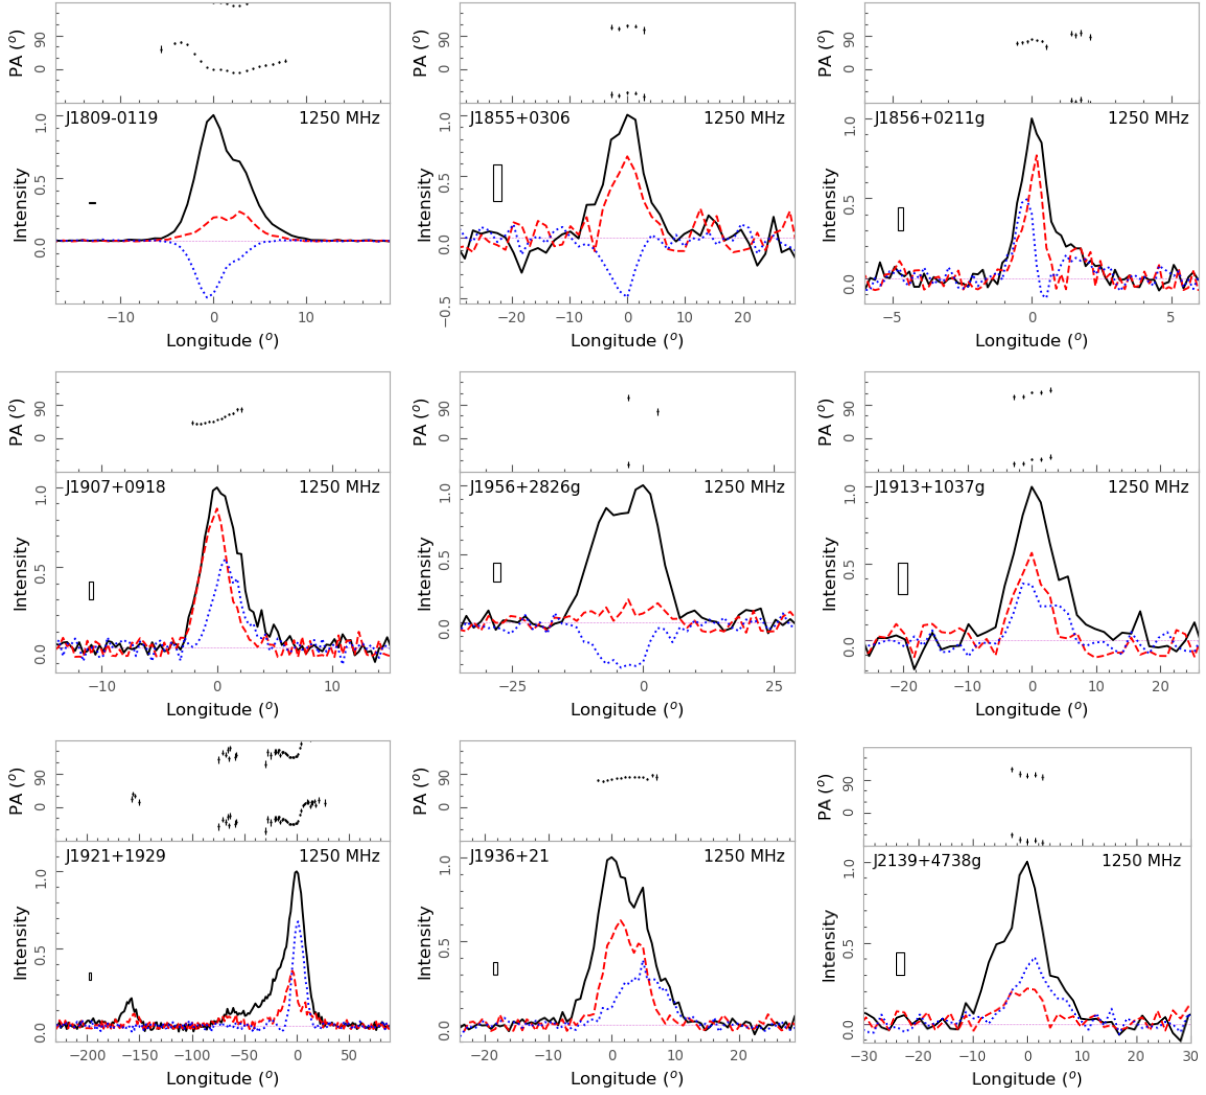 PA (°) 90 0
PA (°) 90 0
PA (°) 90 0
J1809-0119 1250 MHz
J1855+0306 1250 MHz
J1856+0211g 1250 MHz
Intensity 1.0 0.5 0.0
Intensity 1.0 0.5 0.0 −0.5
Intensity 1.0 0.5 0.0
−10 0 10
−20 −10 0 10 20
−5 0 5
Longitude (°)
Longitude (°)
Longitude (°)
PA (°) 90 0
PA (°) 90 0
PA (°) 90 0
J1907+0918 1250 MHz
J1956+2826g 1250 MHz
J1913+1037g 1250 MHz
Intensity 1.0 0.5 0.0
Intensity 1.0 0.5 0.0
Intensity 1.0 0.5 0.0
−10 0 10
−25 0 25
−20 −10 0 10 20
Longitude (°)
Longitude (°)
Longitude (°)
PA (°) 90 0
PA (°) 90 0
PA (°) 90 0
J1921+1929 1250 MHz
J1936+21 1250 MHz
J2139+4738g 1250 MHz
Intensity 1.0 0.5 0.0
Intensity 1.0 0.5 0.0
Intensity 1.0 0.5 0.0
−200 −150 −100 −50 0 50
−20 −10 0 10 20
−30 −20 −10 0 10 20 30
Longitude (°)
Longitude (°)
Longitude (°)